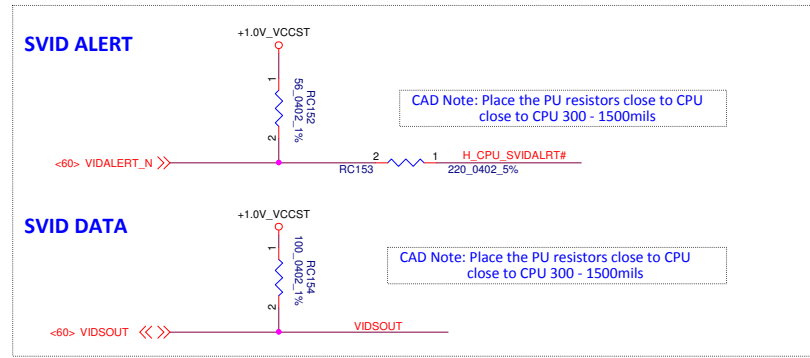 SVID ALERT
+1.0V_VCCST
1
RC152
56_0402_1%
2
CAD Note: Place the PU resistors close to CPU
close to CPU 300 - 1500mils
<60> VIDALERT_N
2
1
H_CPU_SVIDALRT#
RC153
220_0402_5%
SVID DATA
+1.0V_VCCST
1
RC154
100_0402_1%
2
CAD Note: Place the PU resistors close to CPU
close to CPU 300 - 1500mils
<60> VIDSOUT
VIDSOUT